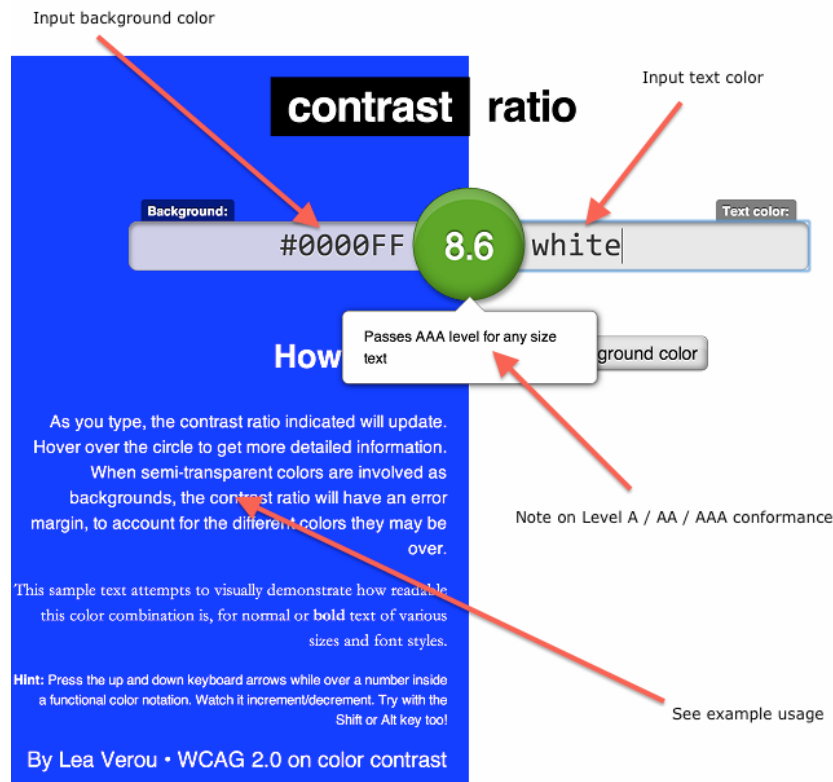 Input background color
Input text color
contrast ratio
Background:
Text color:
#0000FF
8.6
white
Passes AAA level for any size
text
How
ground color
As you type, the contrast ratio indicated will update.
Hover over the circle to get more detailed information.
When semi-transparent colors are involved as
backgrounds, the contrast ratio will have an error
margin, to account for the different colors they may be
over.
Note on Level A / AA / AAA conformance
This sample text attempts to visually demonstrate how readable
this color combination is, for normal or bold text of various
sizes and font styles.
Hint: Press the up and down keyboard arrows while over a number inside
a functional color notation. Watch it increment/decrement. Try with the
Shift or Alt key too!
See example usage
By Lea Verou • WCAG 2.0 on color contrast